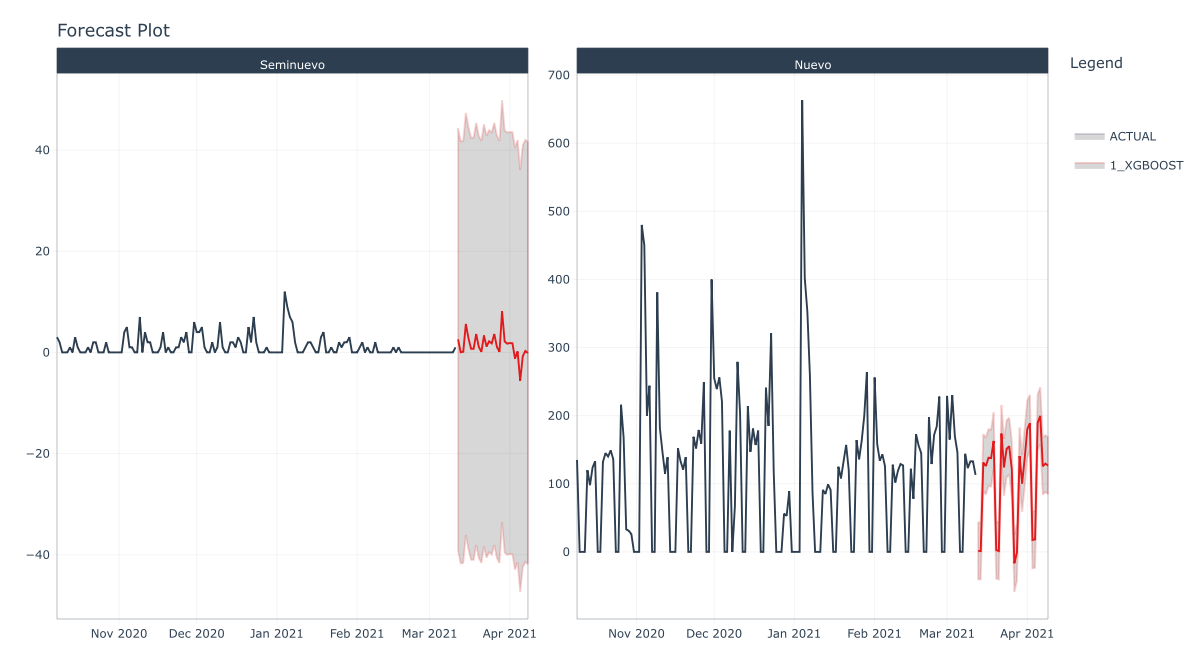 Forecast Plot
Seminuevo
Nuevo
Legend
ACTUAL
1_XGBOOST
40
20
0
−20
−40
Nov 2020
Dec 2020
Jan 2021
Feb 2021
Mar 2021
Apr 2021
700
600
500
400
300
200
100
0
Nov 2020
Dec 2020
Jan 2021
Feb 2021
Mar 2021
Apr 2021